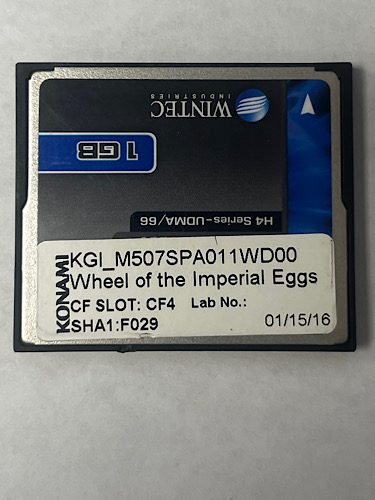 WINTEC
INDUSTRIES
1 GB
H4 Series-UDMA/66
KONAMI
KGI_M507SPA011WD00
Wheel of the Imperial Eggs
CF SLOT: CF4 Lab No.:
SHA1:F029 01/15/16